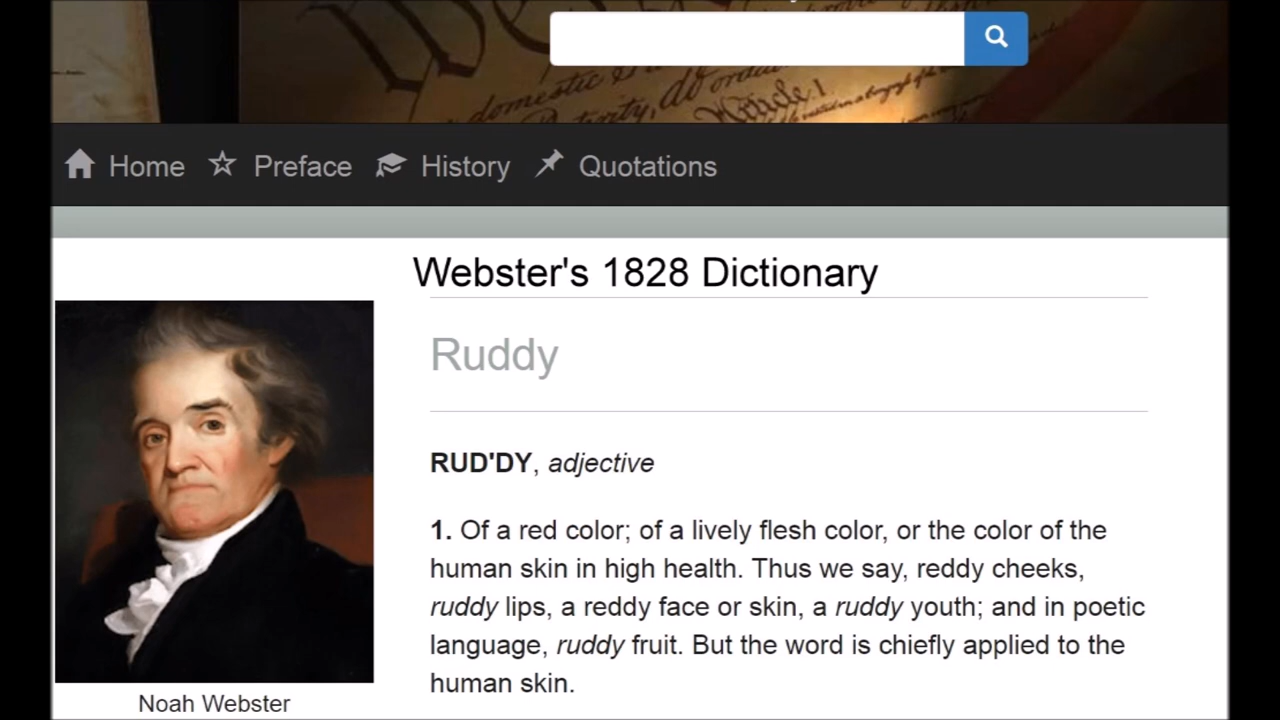 domestic
Article 1.
Home Preface History Quotations
Webster's 1828 Dictionary
Ruddy
RUD'DY, adjective
1. Of a red color; of a lively flesh color, or the color of the
human skin in high health. Thus we say, reddy cheeks,
ruddy lips, a reddy face or skin, a ruddy youth; and in poetic
language, ruddy fruit. But the word is chiefly applied to the
human skin.
Noah Webster